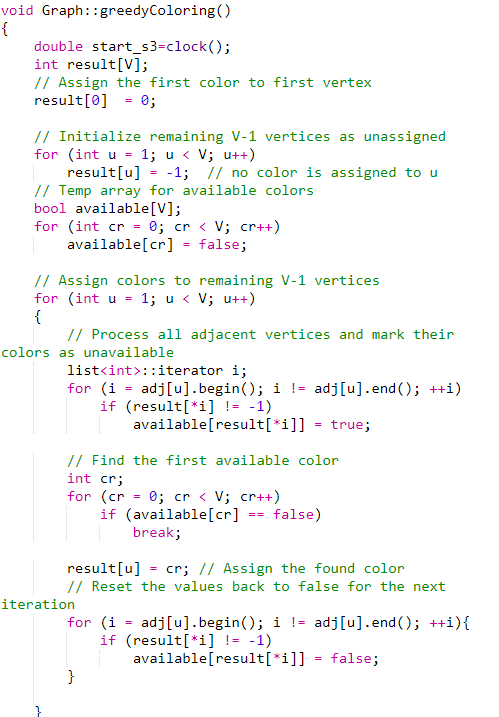 void Graph::greedyColoring()
{
    double start_s3=clock();
    int result[V];
    // Assign the first color to first vertex
    result[0]  = 0;

    // Initialize remaining V-1 vertices as unassigned
    for (int u = 1; u < V; u++)
        result[u] = -1;  // no color is assigned to u
    // Temp array for available colors
    bool available[V];
    for (int cr = 0; cr < V; cr++)
        available[cr] = false;

    // Assign colors to remaining V-1 vertices
    for (int u = 1; u < V; u++)
    {
        // Process all adjacent vertices and mark their
colors as unavailable
        list<int>::iterator i;
        for (i = adj[u].begin(); i != adj[u].end(); ++i)
            if (result[*i] != -1)
                available[result[*i]] = true;

        // Find the first available color
        int cr;
        for (cr = 0; cr < V; cr++)
            if (available[cr] == false)
                break;

        result[u] = cr; // Assign the found color
        // Reset the values back to false for the next
iteration
        for (i = adj[u].begin(); i != adj[u].end(); ++i){
            if (result[*i] != -1)
                available[result[*i]] = false;
        }

    }